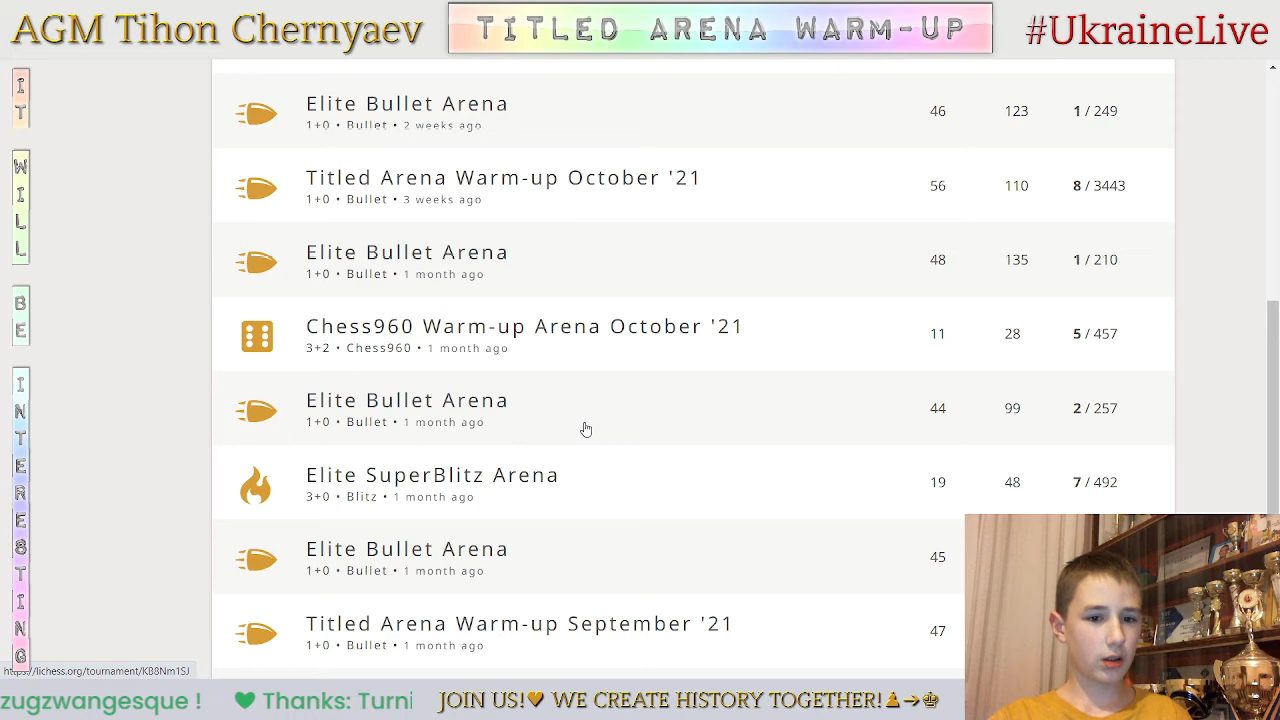 AGM Tihon Chernyaev
TITLED ARENA WARM-UP
#UkraineLive
IT
WILL
BE
INTERESTING
Elite Bullet Arena
46 123 1 / 249
1+0 • Bullet • 2 weeks ago
Titled Arena Warm-up October '21
56 110 8 / 3443
1+0 • Bullet • 3 weeks ago
Elite Bullet Arena
48 135 1 / 210
1+0 • Bullet • 1 month ago
Chess960 Warm-up Arena October '21
11 28 5 / 457
3+2 • Chess960 • 1 month ago
Elite Bullet Arena
44 99 2 / 257
1+0 • Bullet • 1 month ago
Elite SuperBlitz Arena
19 48 7 / 492
3+0 • Blitz • 1 month ago
Elite Bullet Arena
45
1+0 • Bullet • 1 month ago
Titled Arena Warm-up September '21
47
1+0 • Bullet • 1 month ago
https://lichess.org/tournament/KB8Nm1SJ
zugzwangesque ! 💚 Thanks: Turni
JOIN US!🧡 WE CREATE HISTORY TOGETHER!♟→♚